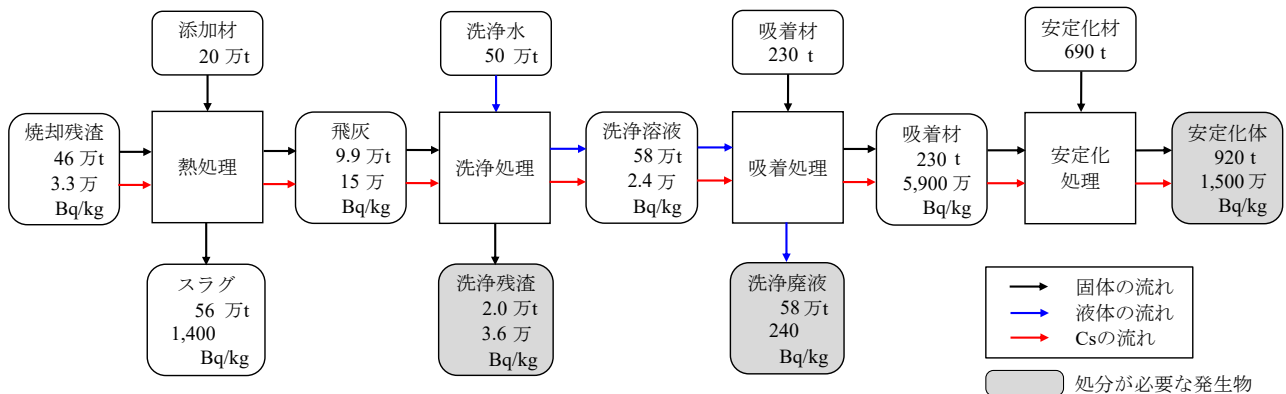 添加材
20 万t
洗浄水
50 万t
吸着材
230 t
安定化材
690 t
焼却残渣
46 万t
3.3 万
Bq/kg
熱処理
飛灰
9.9 万t
15 万
Bq/kg
洗浄処理
洗浄溶液
58 万t
2.4 万
Bq/kg
吸着処理
吸着材
230 t
5,900 万
Bq/kg
安定化
処理
安定化体
920 t
1,500 万
Bq/kg
スラグ
56 万t
1,400
Bq/kg
洗浄残渣
2.0 万t
3.6 万
Bq/kg
洗浄廃液
58 万t
240
Bq/kg
固体の流れ
液体の流れ
Csの流れ
処分が必要な発生物